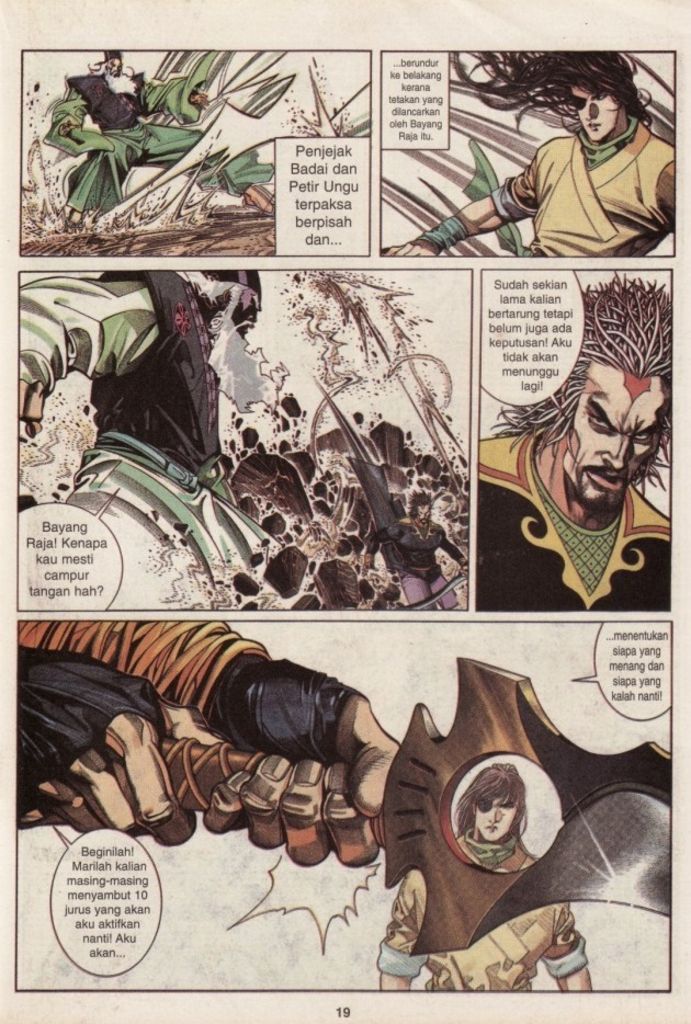 Penjejak
Badai dan
Petir Ungu
terpaksa
berpisah
dan...
...berundur
ke belakang
kerana
tetakan yang
dilancarkan
oleh Bayang
Raja itu.
Bayang
Raja! Kenapa
kau mesti
campur
tangan hah?
Sudah sekian
lama kalian
bertarung tetapi
belum juga ada
keputusan! Aku
tidak akan
menunggu
lagi!
Beginilah!
Marilah kalian
masing-masing
menyambut 10
jurus yang akan
aku aktifkan
nanti! Aku
akan...
...menentukan
siapa yang
menang dan
siapa yang
kalah nanti!
19